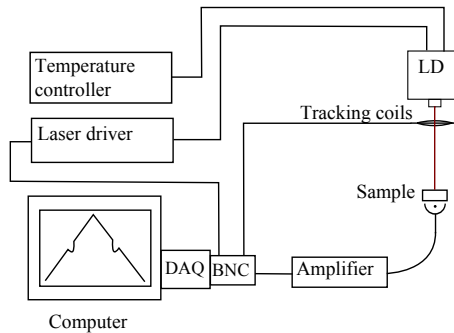 Temperature
controller
LD
Tracking coils
Laser driver
Sample
DAQ
BNC
Amplifier
Computer